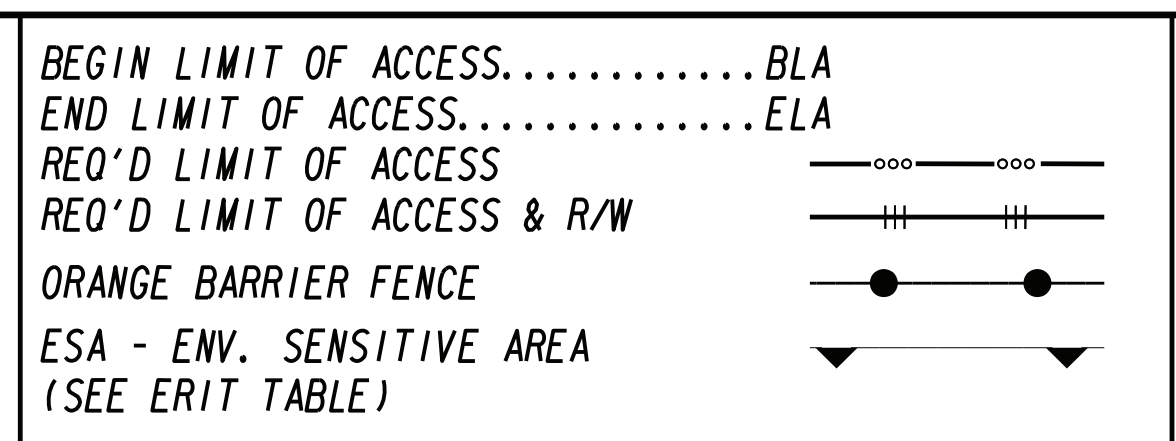 BEGIN LIMIT OF ACCESS............BLA
END LIMIT OF ACCESS..............ELA
REQ'D LIMIT OF ACCESS
REQ'D LIMIT OF ACCESS & R/W
ORANGE BARRIER FENCE
ESA - ENV. SENSITIVE AREA
(SEE ERIT TABLE)